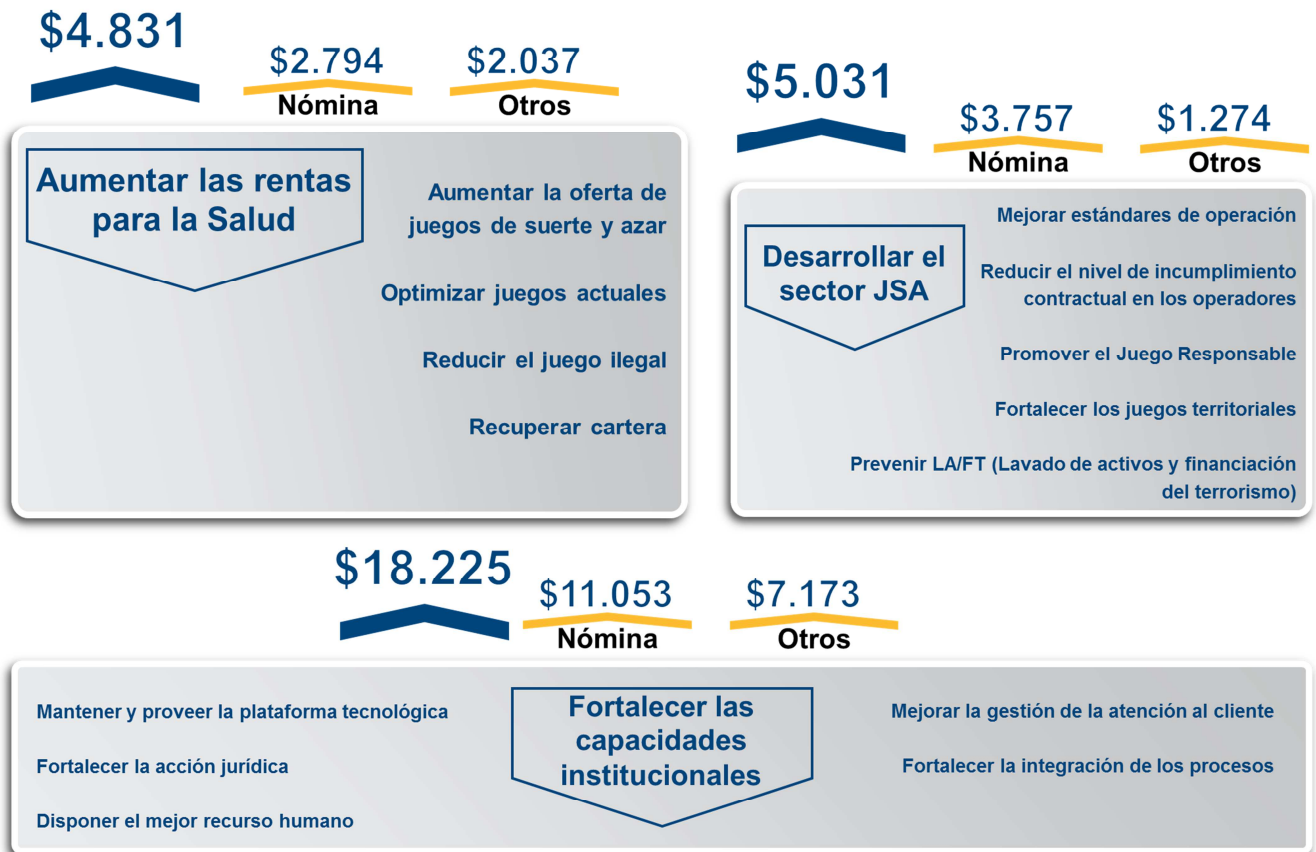 $4.831
$2.794
Nómina
$2.037
Otros
Aumentar las rentas
para la Salud
Aumentar la oferta de
juegos de suerte y azar
Optimizar juegos actuales
Reducir el juego ilegal
Recuperar cartera
$5.031
$3.757
Nómina
$1.274
Otros
Desarrollar el
sector JSA
Mejorar estándares de operación
Reducir el nivel de incumplimiento
contractual en los operadores
Promover el Juego Responsable
Fortalecer los juegos territoriales
Prevenir LA/FT (Lavado de activos y financiación
del terrorismo)
$18.225
$11.053
Nómina
$7.173
Otros
Mantener y proveer la plataforma tecnológica
Fortalecer la acción jurídica
Disponer el mejor recurso humano
Fortalecer las
capacidades
institucionales
Mejorar la gestión de la atención al cliente
Fortalecer la integración de los procesos